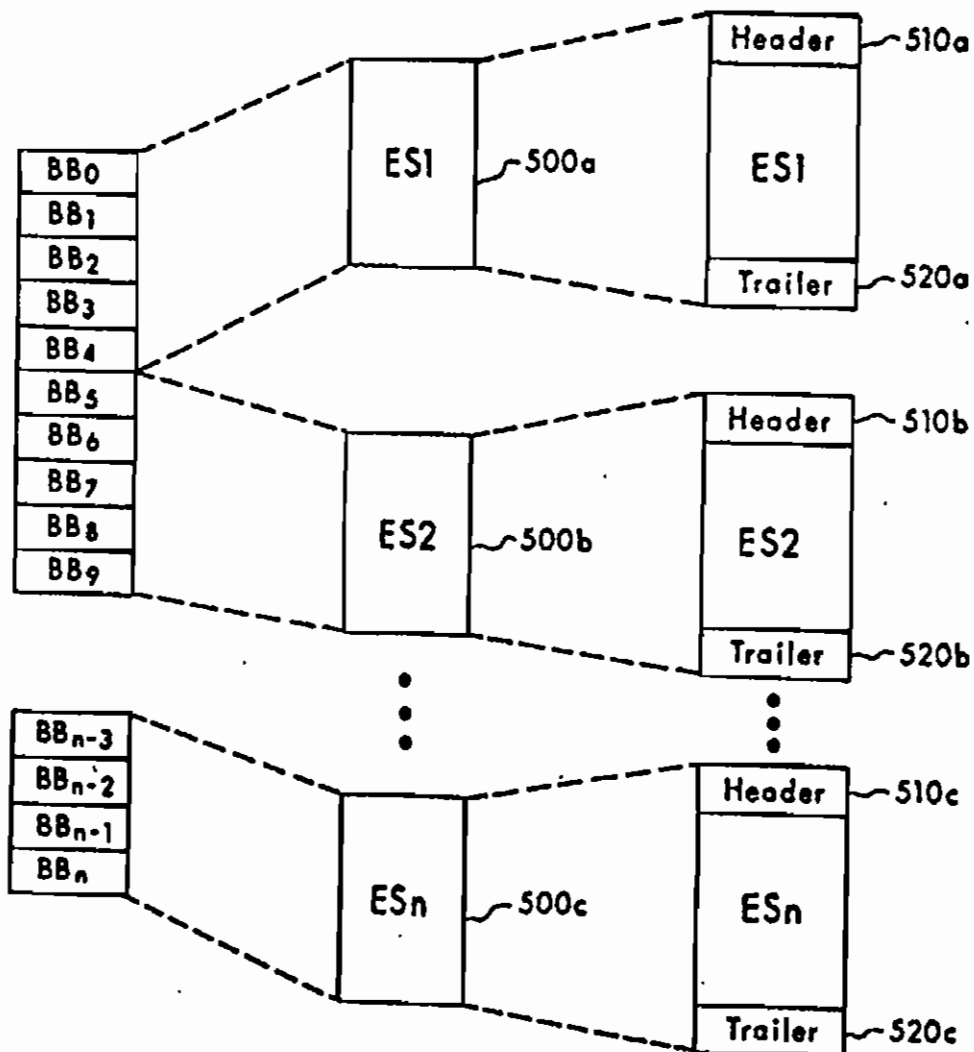 BB0
BB1
BB2
BB3
BB4
BB5
BB6
BB7
BB8
BB9
BBn-3
BBn-2
BBn-1
BBn
ES1
500a
ES2
500b
ESn
500c
Header
510a
ES1
Trailer
520a
Header
510b
ES2
Trailer
520b
Header
510c
ESn
Trailer
520c